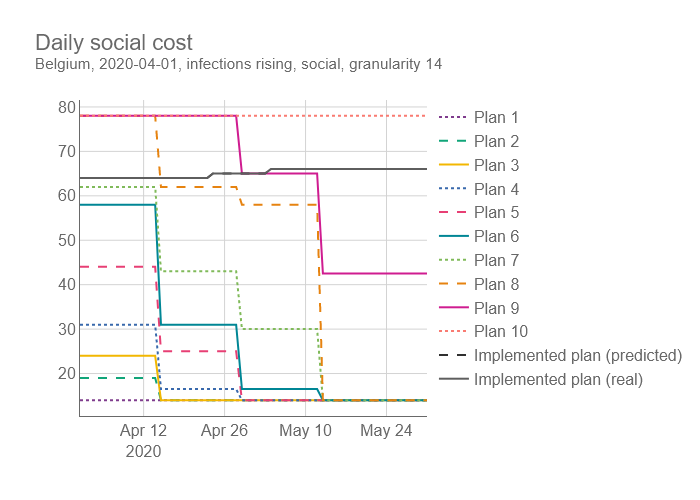 Daily social cost
Belgium, 2020-04-01, infections rising, social, granularity 14
80
70
60
50
40
30
20
Apr 12
2020
Apr 26
May 10
May 24
Plan 1
Plan 2
Plan 3
Plan 4
Plan 5
Plan 6
Plan 7
Plan 8
Plan 9
Plan 10
Implemented plan (predicted)
Implemented plan (real)